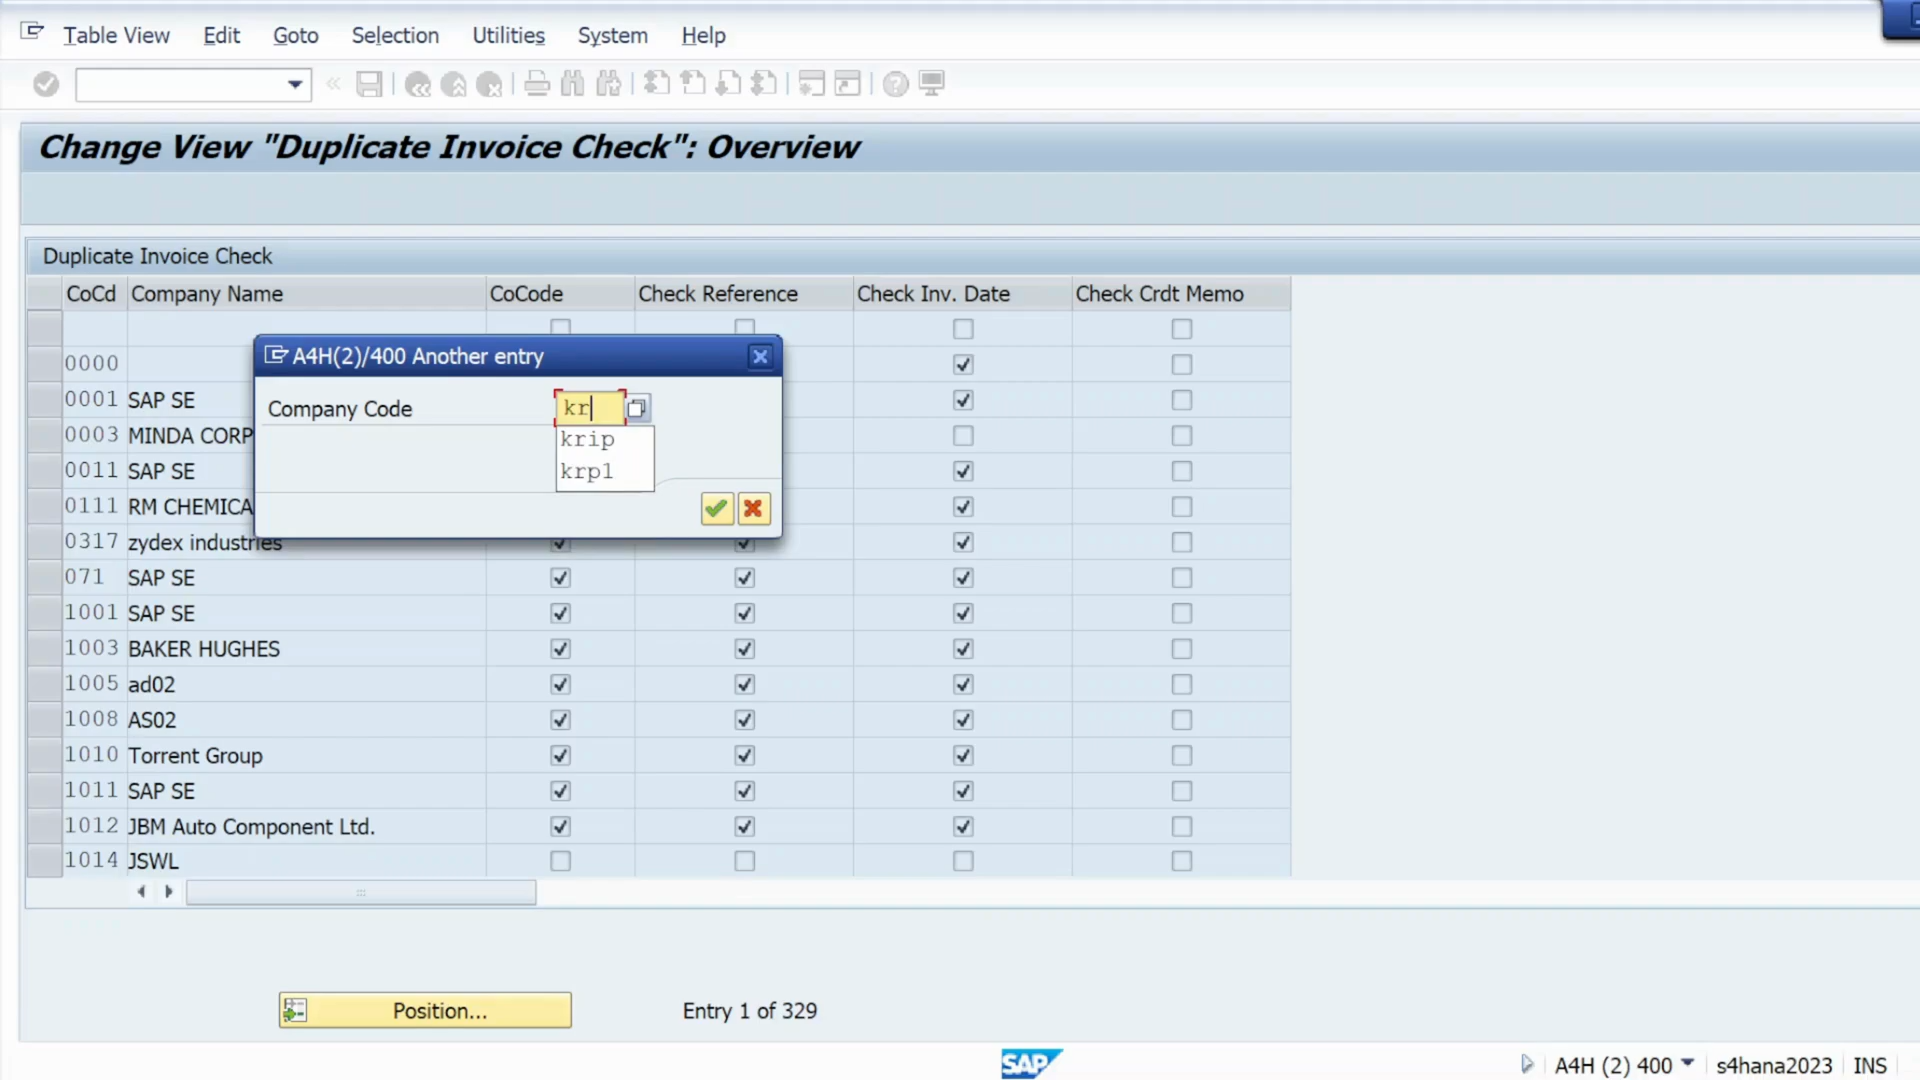 Table View Edit Goto Selection Utilities System Help
Change View "Duplicate Invoice Check": Overview
Duplicate Invoice Check
CoCd Company Name CoCode Check Reference Check Inv. Date Check Crdt Memo
A4H(2)/400 Another entry
Company Code kr
krip
krp1
0000
0001 SAP SE
0003 MINDA CORP
0011 SAP SE
0111 RM CHEMICA
0317 zydex industries
071 SAP SE
1001 SAP SE
1003 BAKER HUGHES
1005 ad02
1008 AS02
1010 Torrent Group
1011 SAP SE
1012 JBM Auto Component Ltd.
1014 JSWL
Position... Entry 1 of 329
SAP A4H (2) 400 s4hana2023 INS